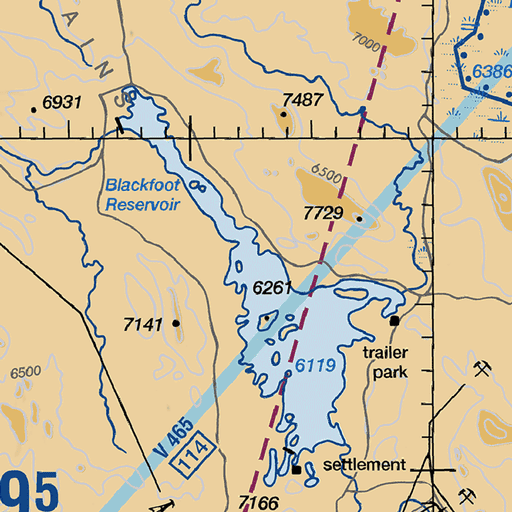 7000
6386
A I N S
6931
7487
6500
Blackfoot
Reservoir
7729
6261
7141
6119
trailer
park
6500
V 465
114
settlement
95
7166
A